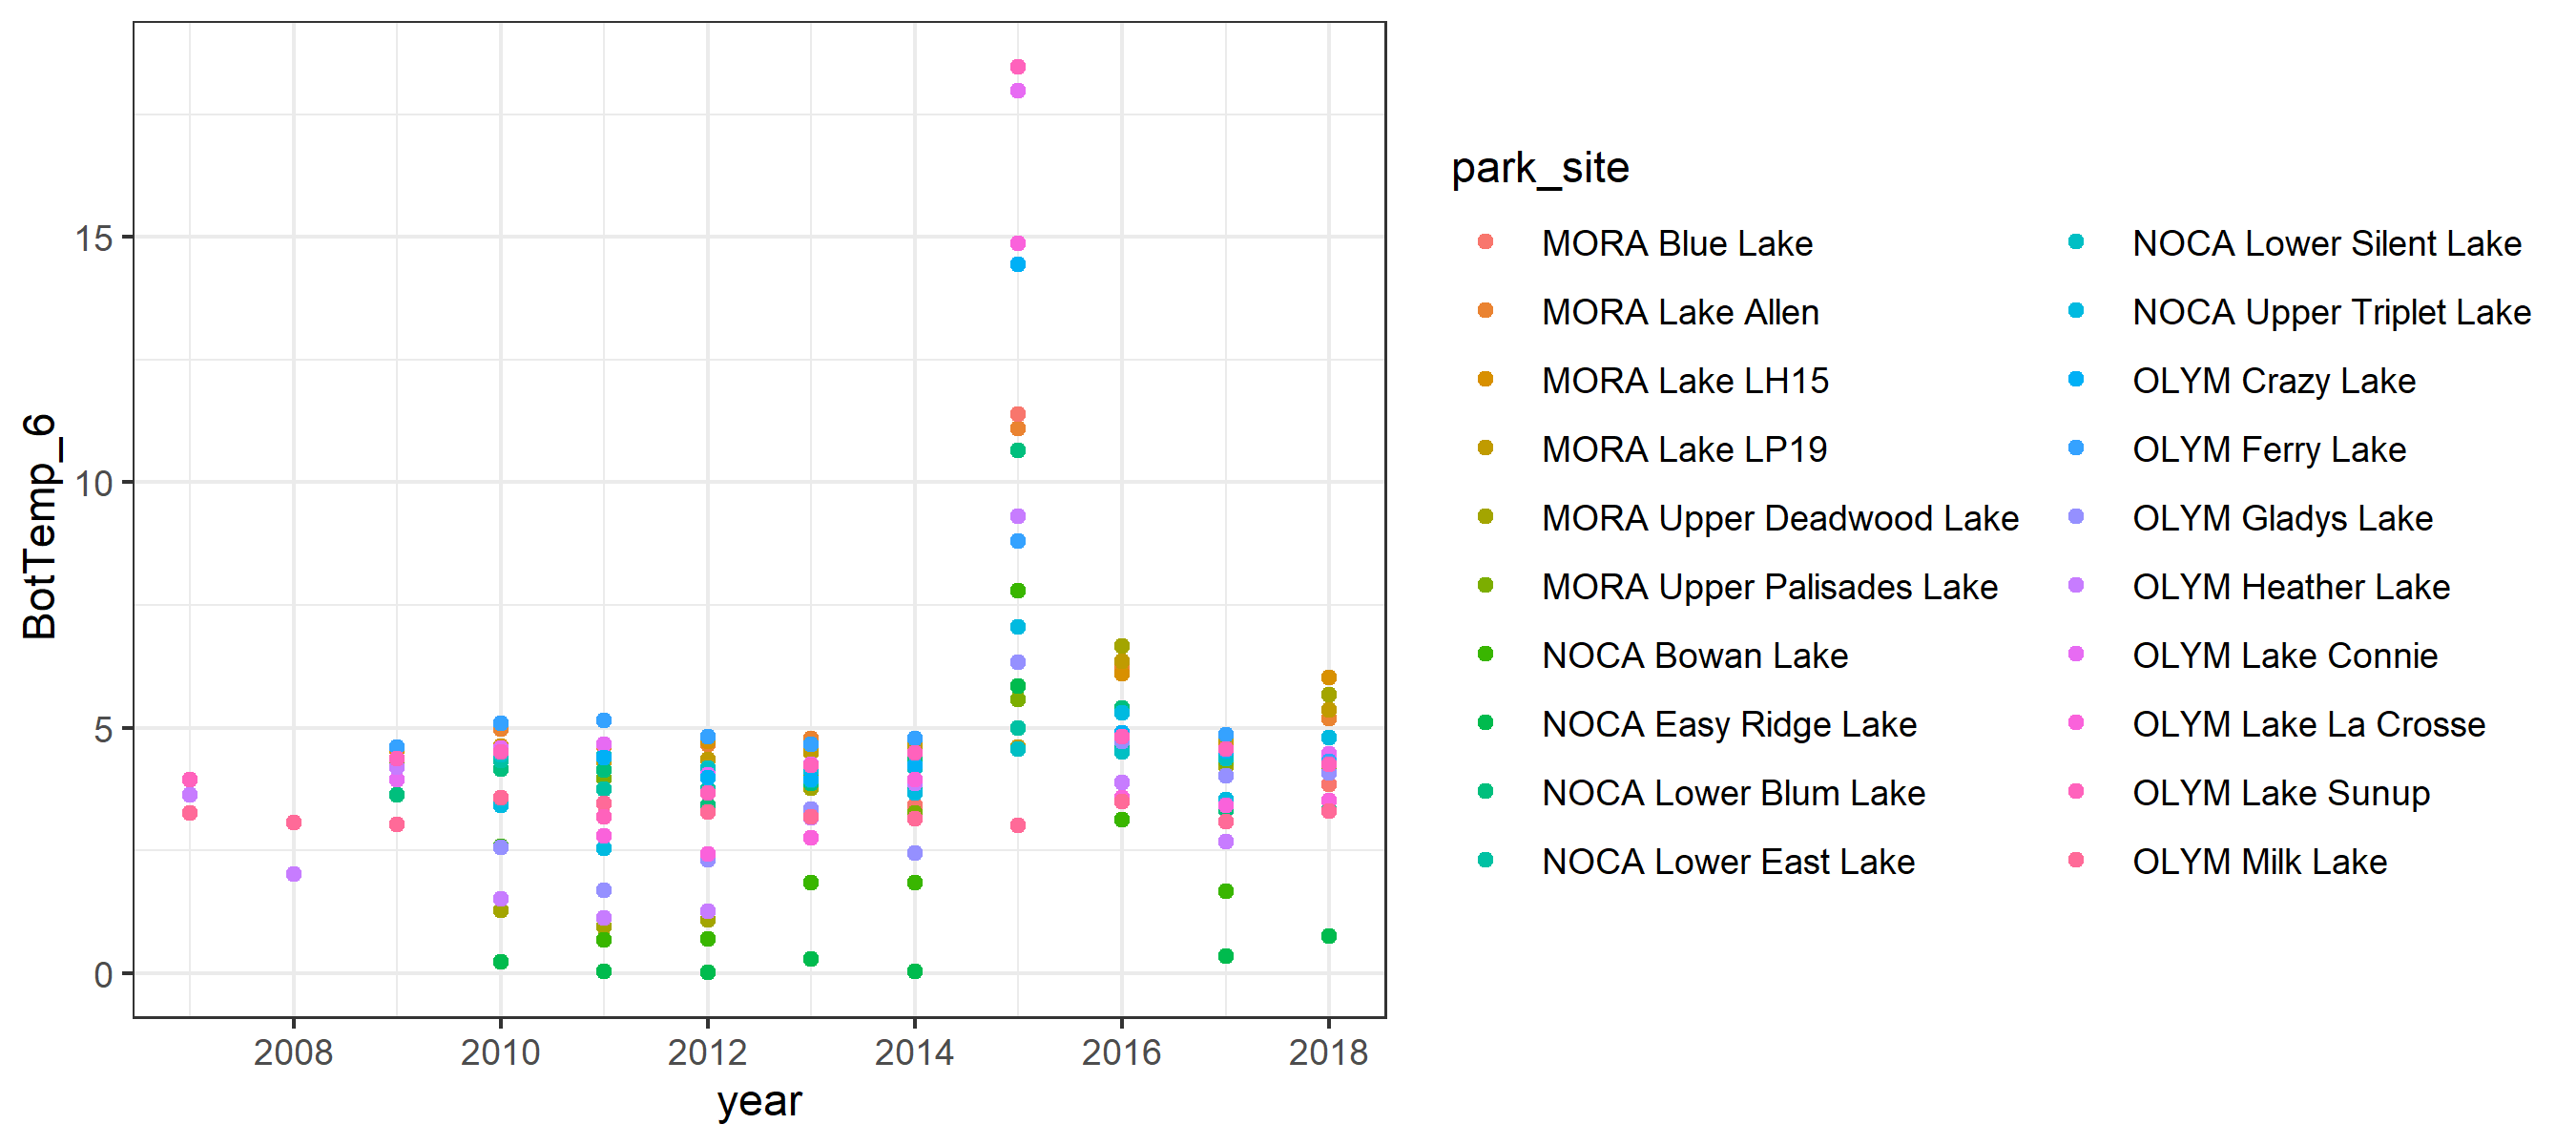 15
10
5
0
BotTemp_6
2008
2010
2012
2014
2016
2018
year
park_site
MORA Blue Lake
MORA Lake Allen
MORA Lake LH15
MORA Lake LP19
MORA Upper Deadwood Lake
MORA Upper Palisades Lake
NOCA Bowan Lake
NOCA Easy Ridge Lake
NOCA Lower Blum Lake
NOCA Lower East Lake
NOCA Lower Silent Lake
NOCA Upper Triplet Lake
OLYM Crazy Lake
OLYM Ferry Lake
OLYM Gladys Lake
OLYM Heather Lake
OLYM Lake Connie
OLYM Lake La Crosse
OLYM Lake Sunup
OLYM Milk Lake